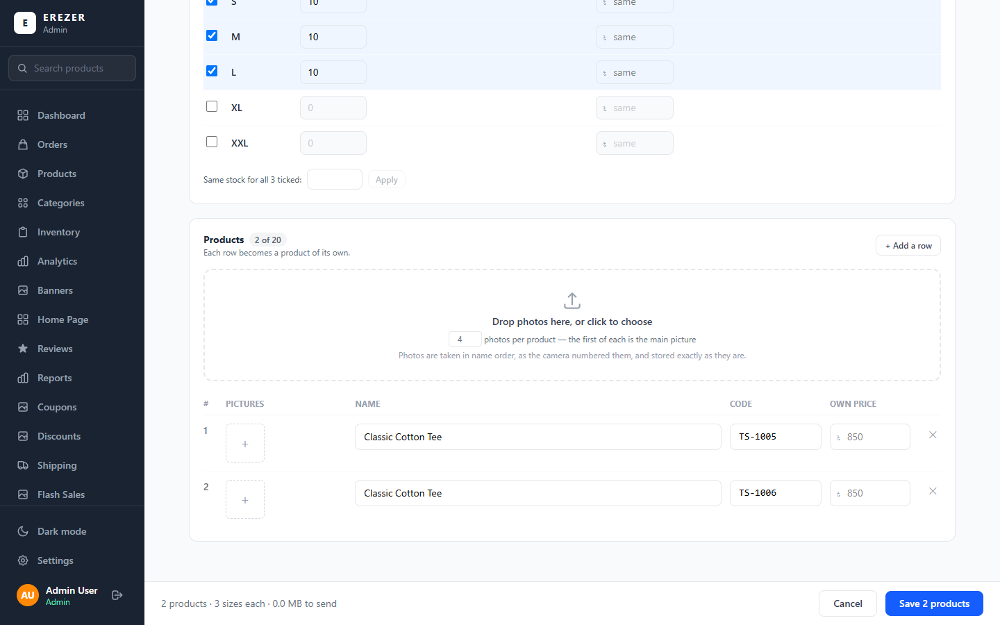 E
EREZER
Admin
Search products
Dashboard
Orders
Products
Categories
Inventory
Analytics
Banners
Home Page
Reviews
Reports
Coupons
Discounts
Shipping
Flash Sales
Dark mode
Settings
AU
Admin User
Admin
S 10 ৳ same
M 10 ৳ same
L 10 ৳ same
XL 0 ৳ same
XXL 0 ৳ same
Same stock for all 3 ticked: Apply
Products 2 of 20
Each row becomes a product of its own.
+ Add a row
Drop photos here, or click to choose
4 photos per product — the first of each is the main picture
Photos are taken in name order, as the camera numbered them, and stored exactly as they are.
# PICTURES NAME CODE OWN PRICE
1 + Classic Cotton Tee TS-1005 ৳ 850
2 + Classic Cotton Tee TS-1006 ৳ 850
2 products · 3 sizes each · 0.0 MB to send
Cancel
Save 2 products